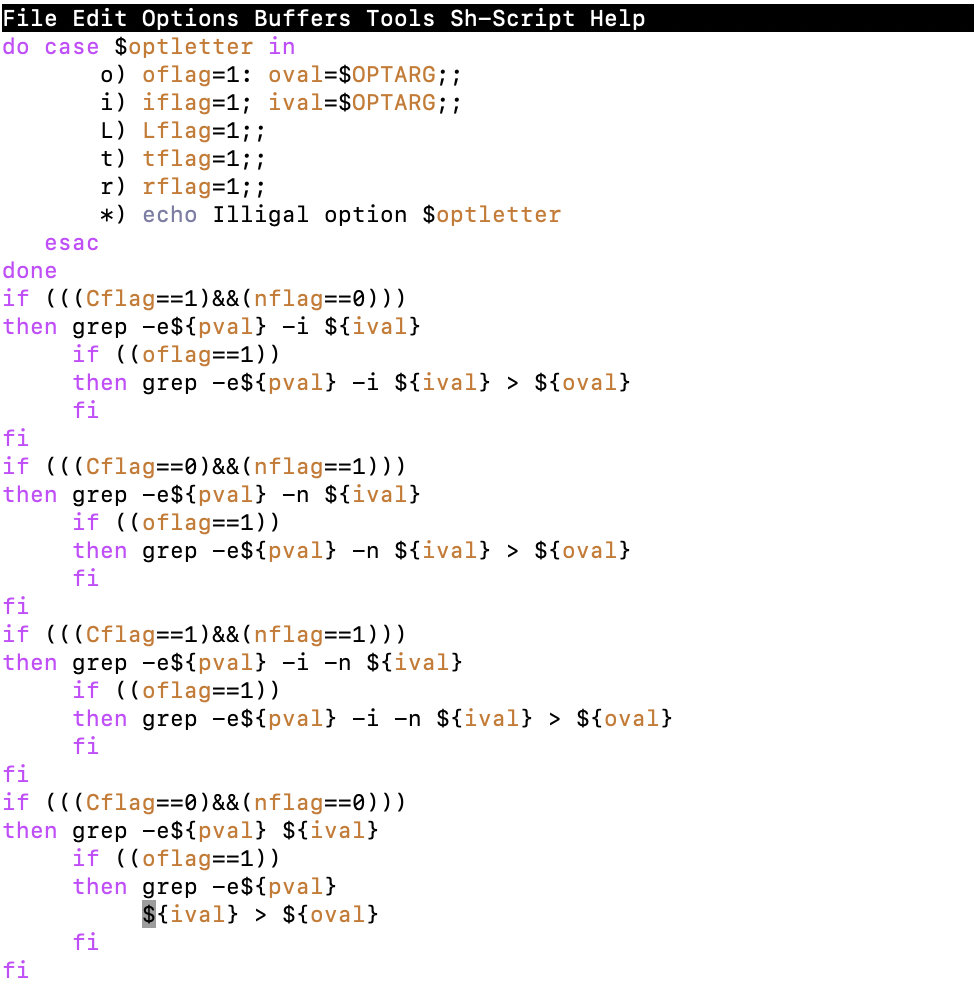 File Edit Options Buffers Tools Sh-Script Help
do case $optletter in
       o) oflag=1: oval=$OPTARG;;
       i) iflag=1; ival=$OPTARG;;
       L) Lflag=1;;
       t) tflag=1;;
       r) rflag=1;;
       *) echo Illigal option $optletter
   esac
done
if (((Cflag==1)&&(nflag==0)))
then grep -e${pval} -i ${ival}
     if ((oflag==1))
     then grep -e${pval} -i ${ival} > ${oval}
     fi
fi
if (((Cflag==0)&&(nflag==1)))
then grep -e${pval} -n ${ival}
     if ((oflag==1))
     then grep -e${pval} -n ${ival} > ${oval}
     fi
fi
if (((Cflag==1)&&(nflag==1)))
then grep -e${pval} -i -n ${ival}
     if ((oflag==1))
     then grep -e${pval} -i -n ${ival} > ${oval}
     fi
fi
if (((Cflag==0)&&(nflag==0)))
then grep -e${pval} ${ival}
     if ((oflag==1))
     then grep -e${pval}
          ${ival} > ${oval}
     fi
fi